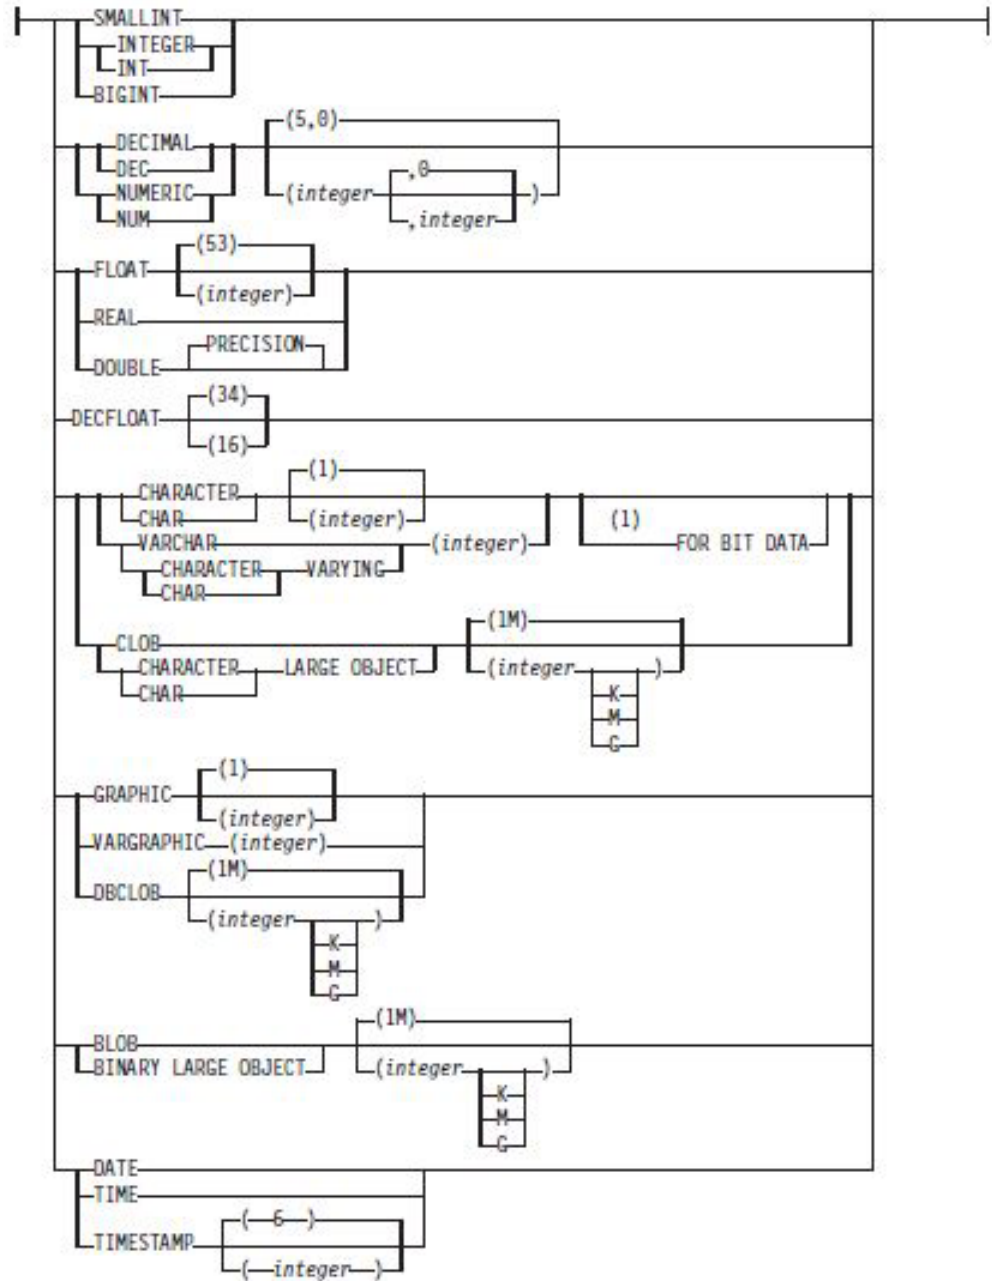 SMALLINT
INTEGER
INT
BIGINT
(5,0)
DECIMAL
DEC
,0
NUMERIC (integer )
NUM ,integer
(53)
FLOAT
(integer)
REAL
PRECISION
DOUBLE
(34)
DECFLOAT
(16)
(1)
CHARACTER
CHAR (integer) (1)
VARCHAR (integer) FOR BIT DATA
CHARACTER VARYING
CHAR
(1M)
CLOB
CHARACTER LARGE OBJECT (integer )
CHAR K
M
G
(1)
GRAPHIC
(integer)
VARGRAPHIC (integer)
(1M)
DBCLOB
(integer )
K
M
G
(1M)
BLOB
BINARY LARGE OBJECT (integer )
K
M
G
DATE
TIME
( 6 )
TIMESTAMP
( integer )